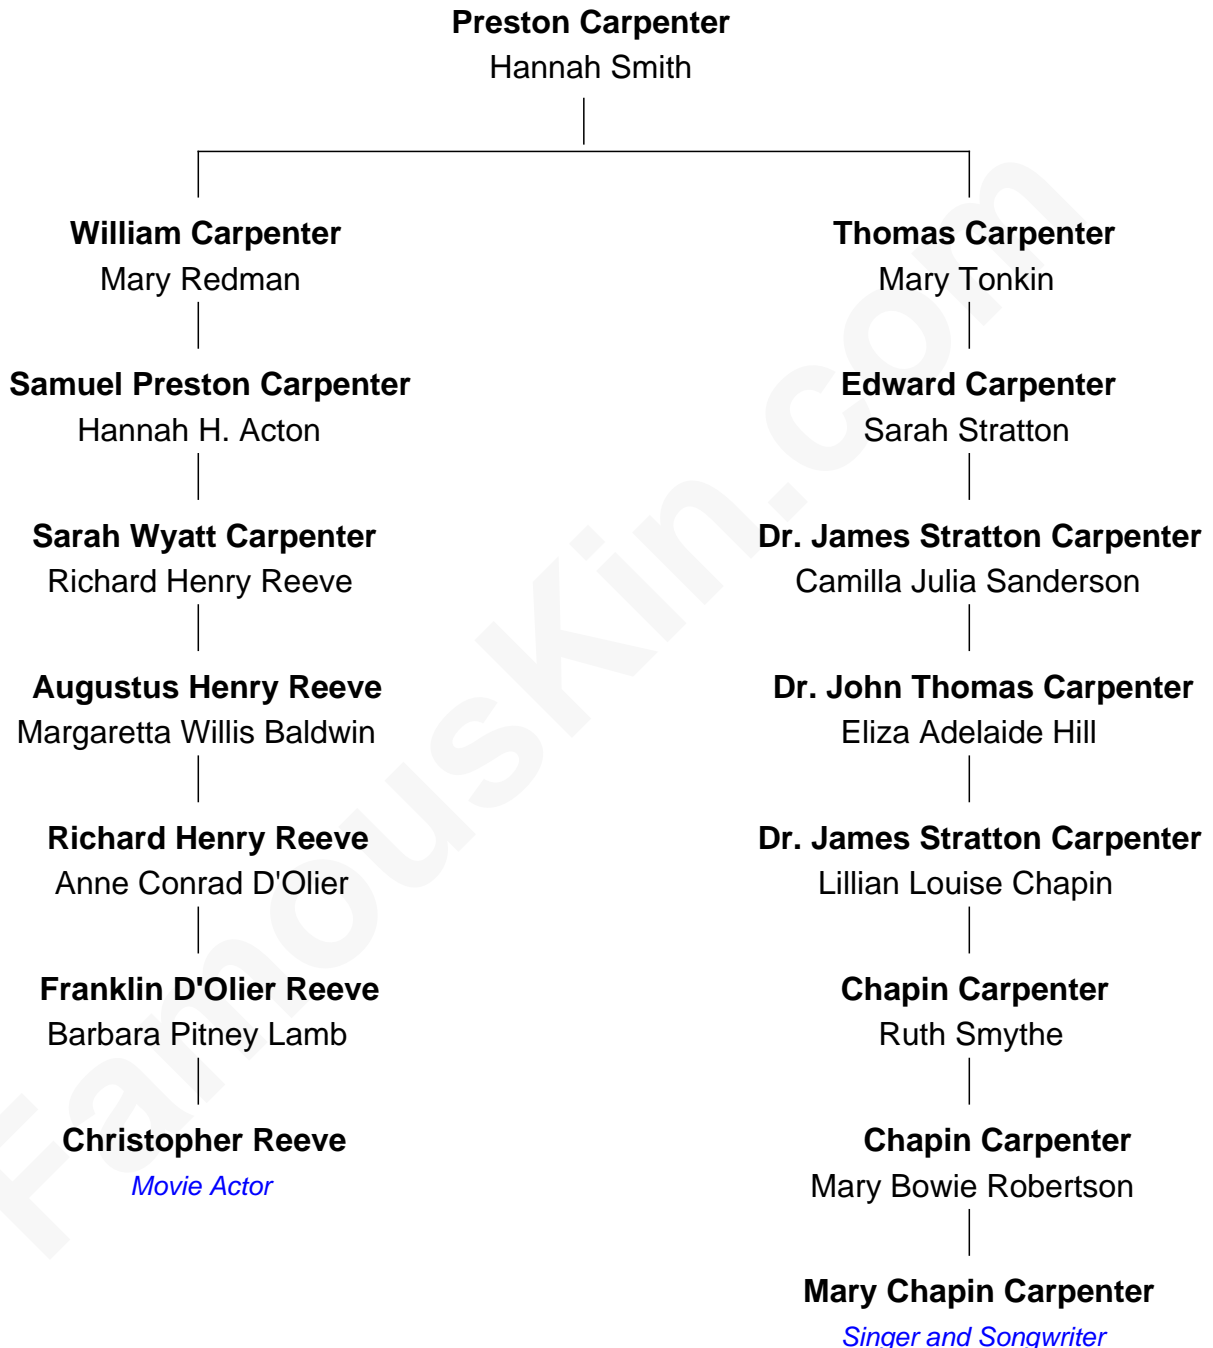 Preston Carpenter
Hannah Smith
William Carpenter
Mary Redman
Samuel Preston Carpenter
Hannah H. Acton
Sarah Wyatt Carpenter
Richard Henry Reeve
Augustus Henry Reeve
Margaretta Willis Baldwin
Richard Henry Reeve
Anne Conrad D'Olier
Franklin D'Olier Reeve
Barbara Pitney Lamb
Christopher Reeve
Movie Actor
Thomas Carpenter
Mary Tonkin
Edward Carpenter
Sarah Stratton
Dr. James Stratton Carpenter
Camilla Julia Sanderson
Dr. John Thomas Carpenter
Eliza Adelaide Hill
Dr. James Stratton Carpenter
Lillian Louise Chapin
Chapin Carpenter
Ruth Smythe
Chapin Carpenter
Mary Bowie Robertson
Mary Chapin Carpenter
Singer and Songwriter
FamousKin.com